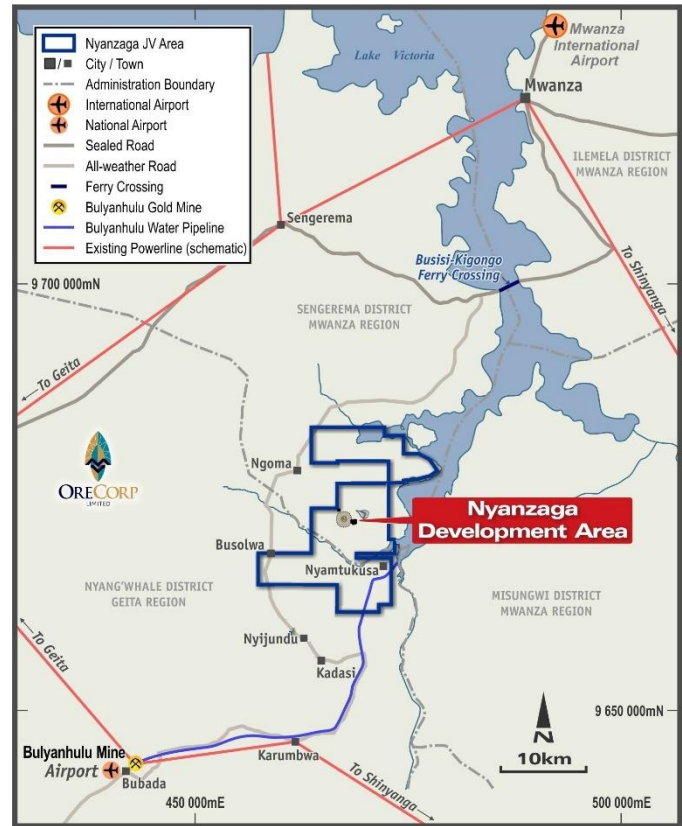 Nyanzaga JV Area
City / Town
Administration Boundary
International Airport
National Airport
Sealed Road
All-weather Road
Ferry Crossing
Bulyanhulu Gold Mine
Bulyanhulu Water Pipeline
Existing Powerline (schematic)
Lake Victoria
Mwanza
International
Airport
Mwanza
ILEMELA DISTRICT
MWANZA REGION
Sengerema
To Shinyanga
Busisi-Kigongo
Ferry Crossing
9 700 000mN
SENGEREMA DISTRICT
MWANZA REGION
To Geita
ORECORP
LIMITED
Ngoma
Nyanzaga
Development Area
Busolwa
Nyamtukusa
NYANG'WHALE DISTRICT
GEITA REGION
MISUNGWI DISTRICT
MWANZA REGION
Nyijundu
To Geita
Kadasi
9 650 000mN
N
10km
Bulyanhulu Mine
Airport
Bubada
Karumbwa
To Shinyanga
450 000mE
500 000mE